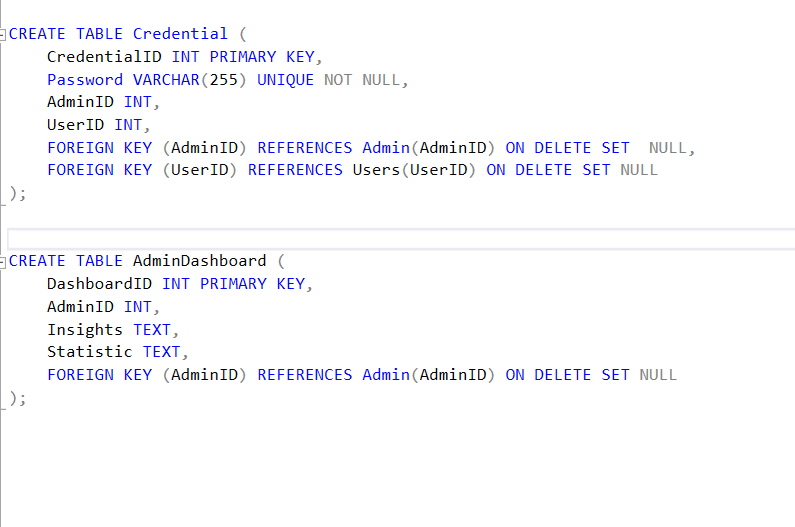 CREATE TABLE Credential (
    CredentialID INT PRIMARY KEY,
    Password VARCHAR(255) UNIQUE NOT NULL,
    AdminID INT,
    UserID INT,
    FOREIGN KEY (AdminID) REFERENCES Admin(AdminID) ON DELETE SET  NULL,
    FOREIGN KEY (UserID) REFERENCES Users(UserID) ON DELETE SET NULL
);
CREATE TABLE AdminDashboard (
    DashboardID INT PRIMARY KEY,
    AdminID INT,
    Insights TEXT,
    Statistic TEXT,
    FOREIGN KEY (AdminID) REFERENCES Admin(AdminID) ON DELETE SET NULL
);